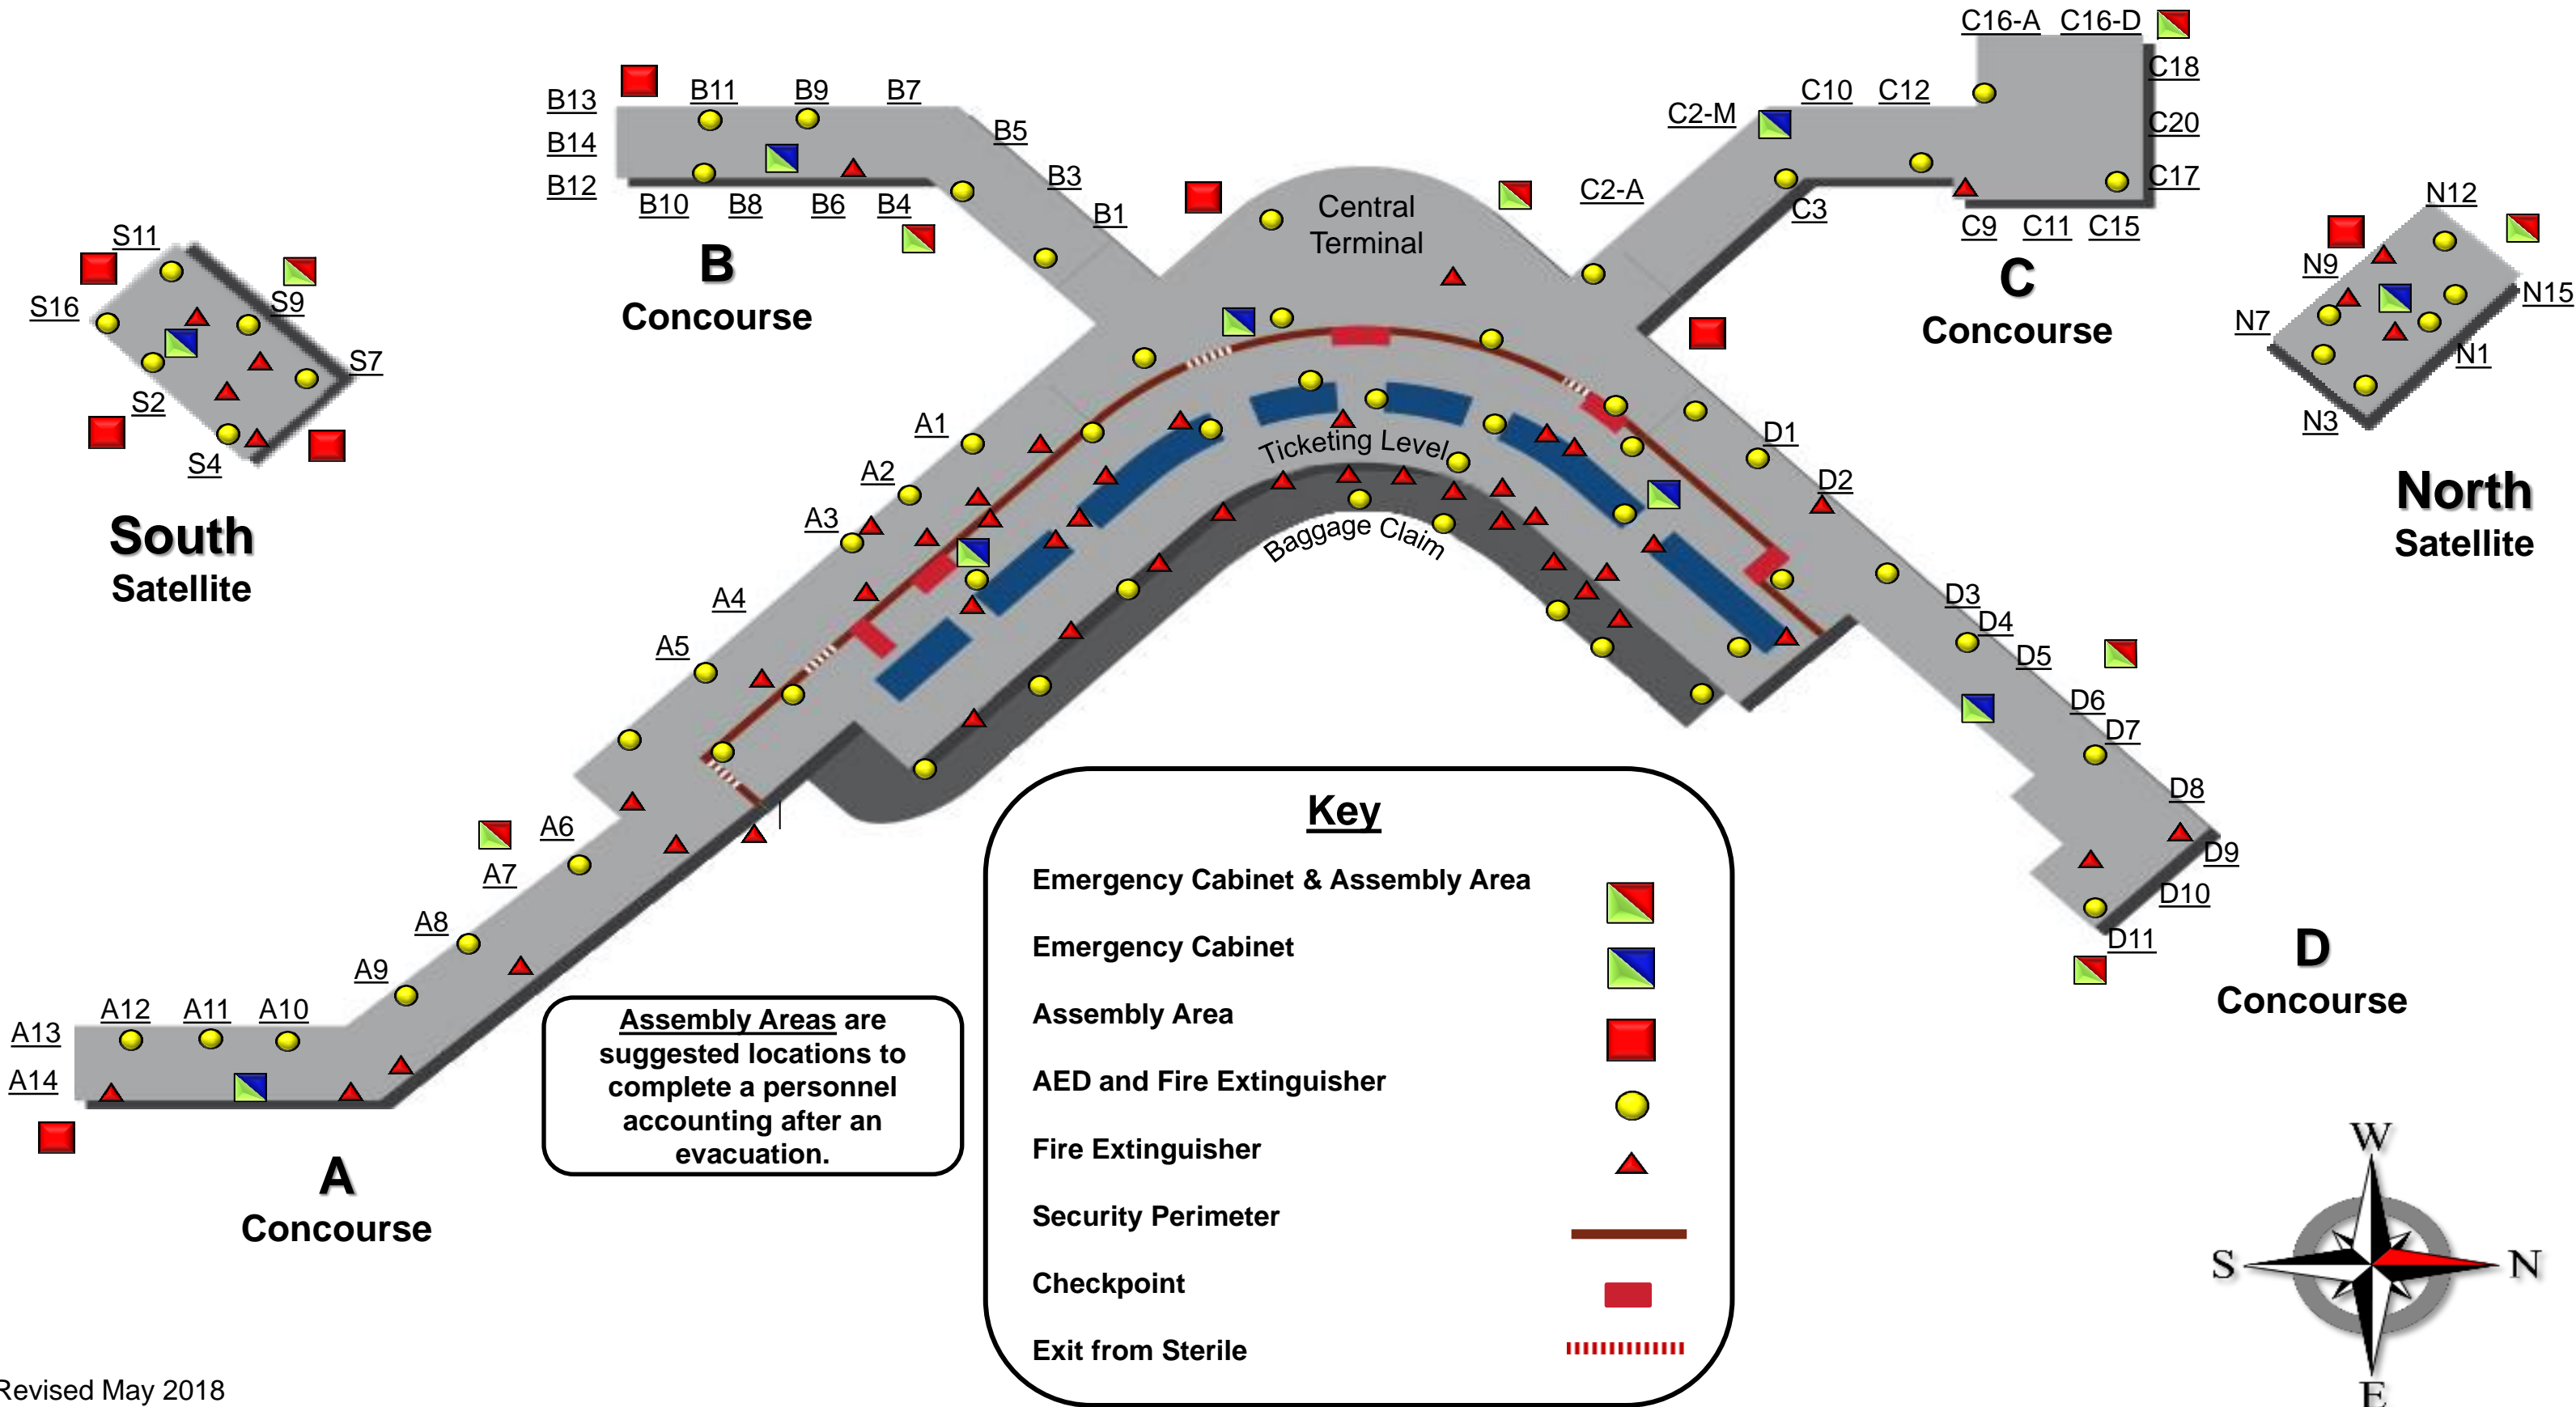 C16-A C16-D
C18
C10 C12
C2-M
C20
C2-A
C17
C3
C9 C11 C15
C
Concourse
B13 B11 B9 B7
B14
B5
B12
B3
B10 B8 B6 B4
B1
B
Concourse
Central
Terminal
S11
S16
S9
S7
S2
S4
South
Satellite
N12
N9
N15
N7
N1
N3
North
Satellite
Ticketing Level
Baggage Claim
A1
A2
A3
A4
A5
A6
A7
A8
A9
A12 A11 A10
A13
A14
A
Concourse
D1
D2
D3
D4
D5
D6
D7
D8
D9
D10
D11
D
Concourse
Assembly Areas are
suggested locations to
complete a personnel
accounting after an
evacuation.
Key
Emergency Cabinet & Assembly Area
Emergency Cabinet
Assembly Area
AED and Fire Extinguisher
Fire Extinguisher
Security Perimeter
Checkpoint
Exit from Sterile
W
S N
E
Revised May 2018